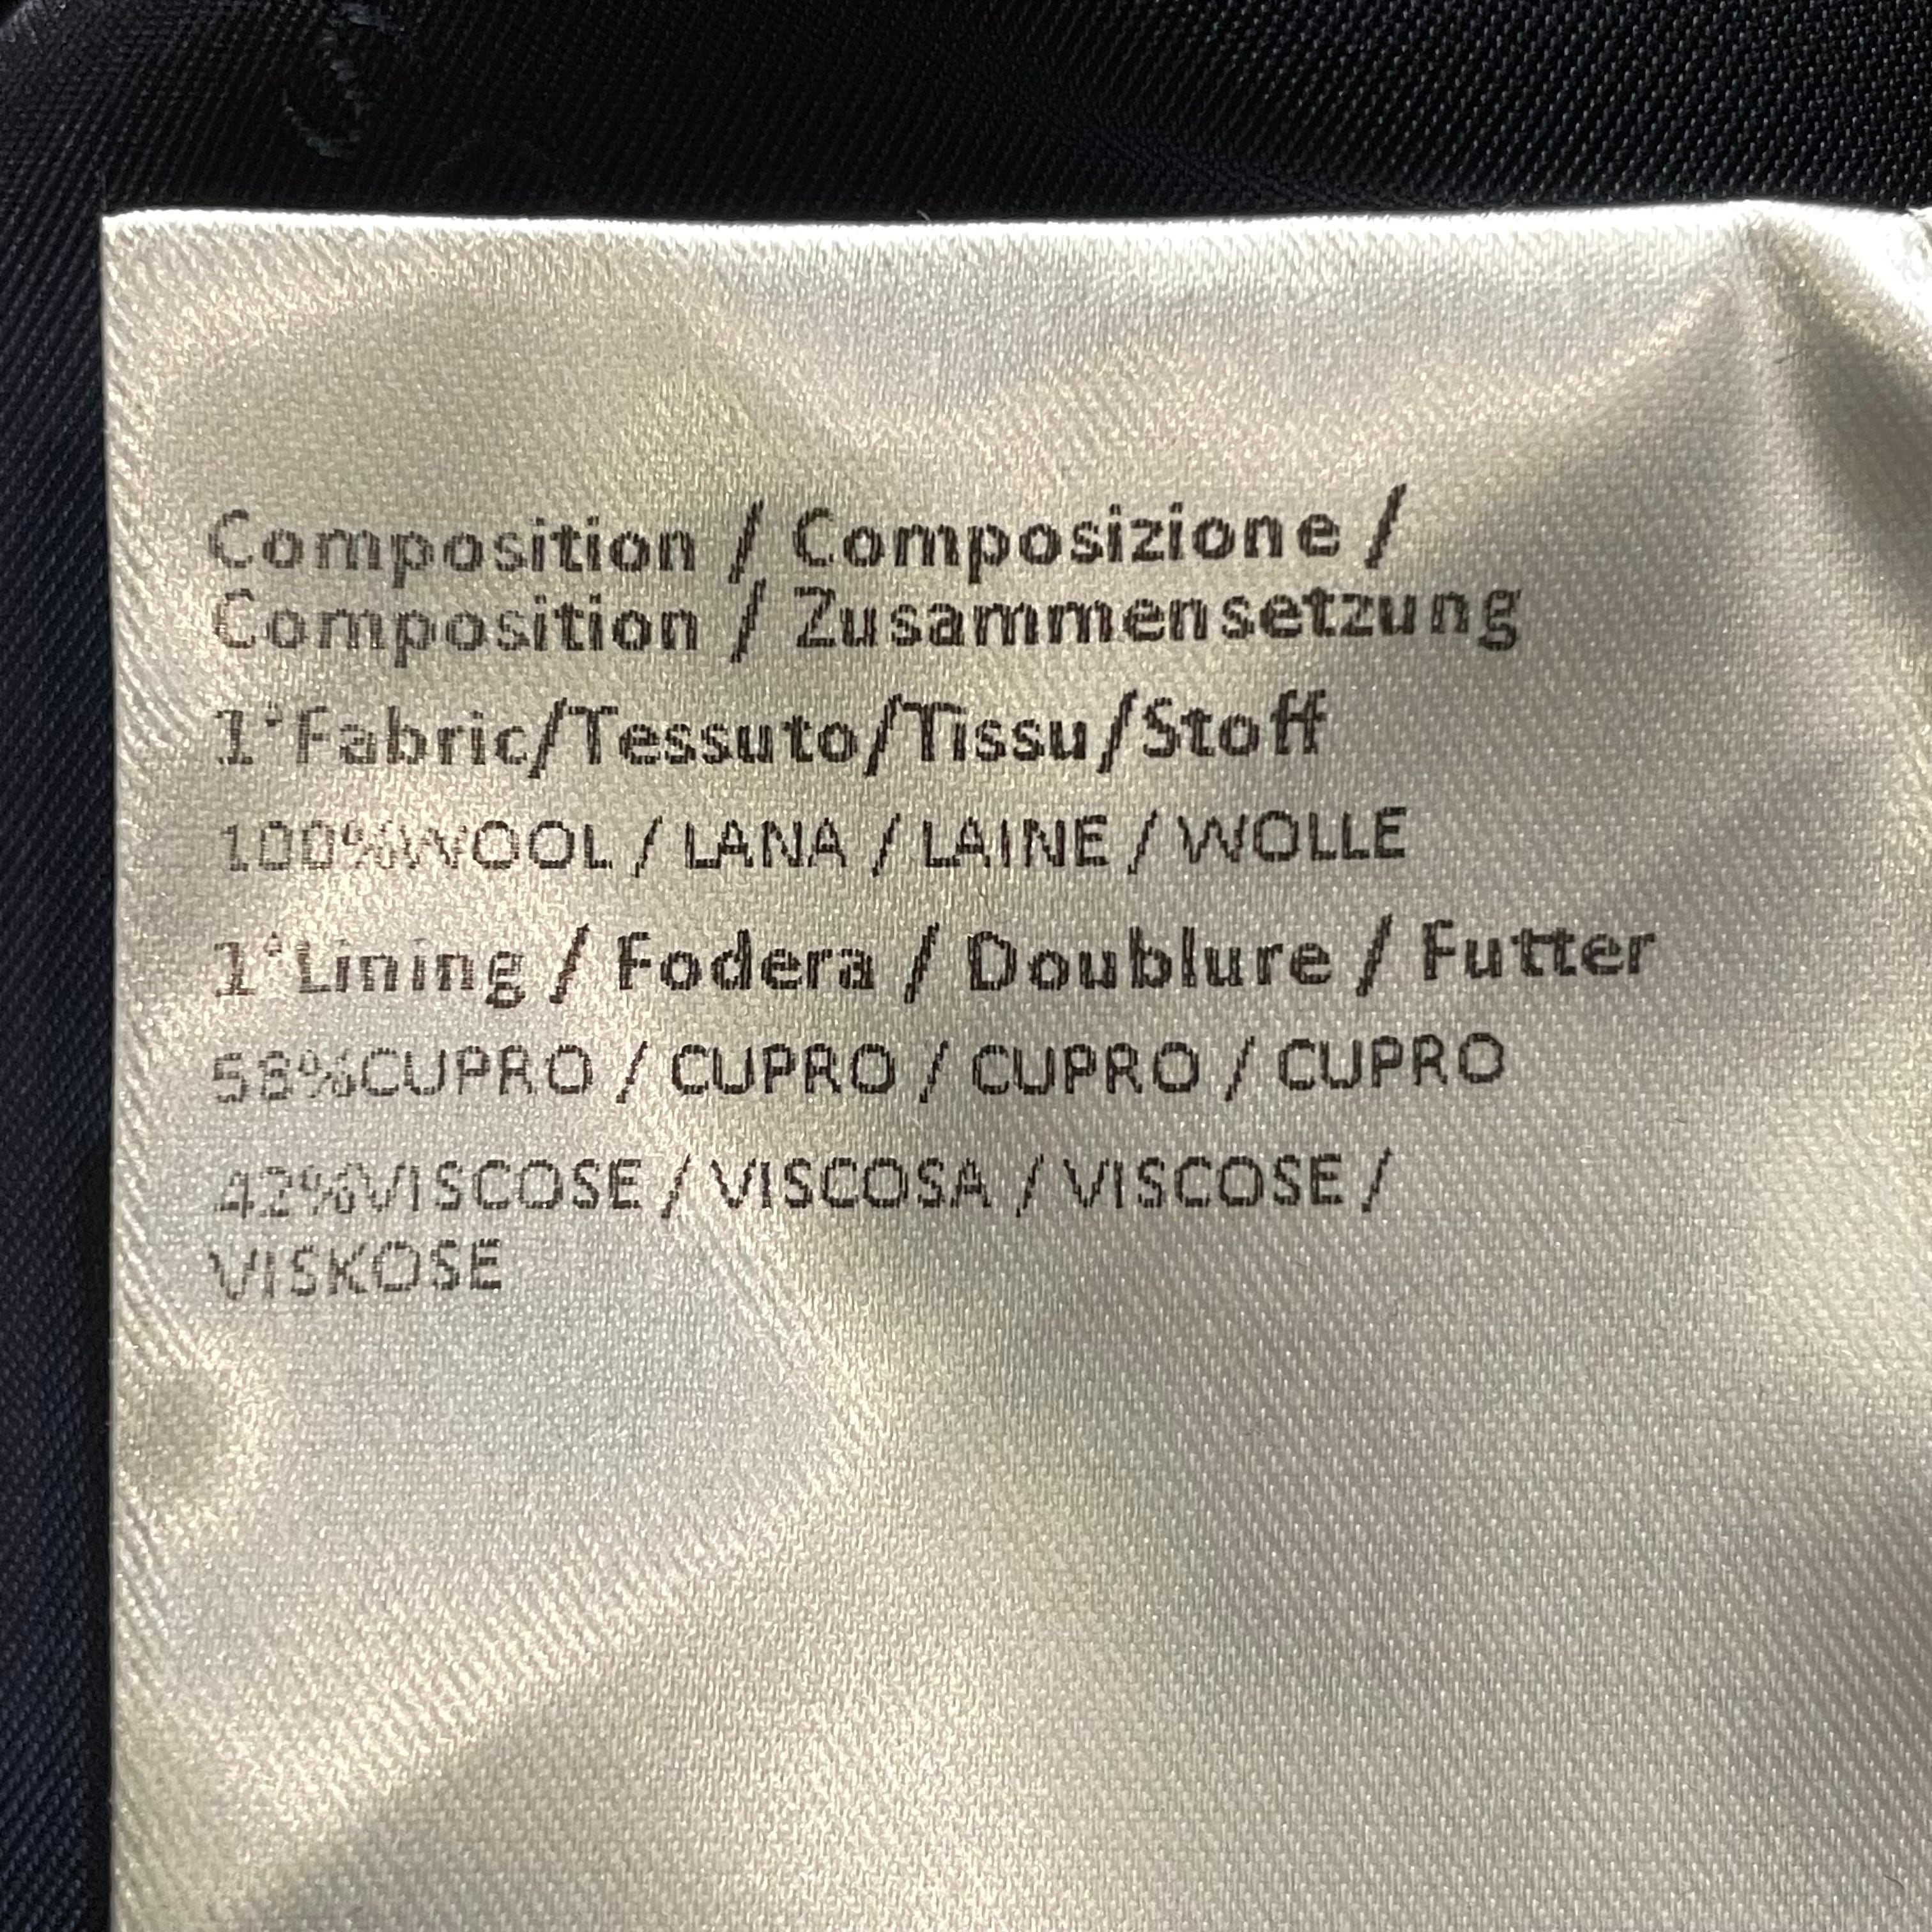 Composition / Composizione /
Composition / Zusammensetzung
1°Fabric/Tessuto/Tissu/Stoff
100%WOOL / LANA / LAINE / WOLLE
1°Lining / Fodera / Doublure / Futter
58%CUPRO / CUPRO / CUPRO / CUPRO
42%VISCOSE / VISCOSA / VISCOSE /
VISKOSE